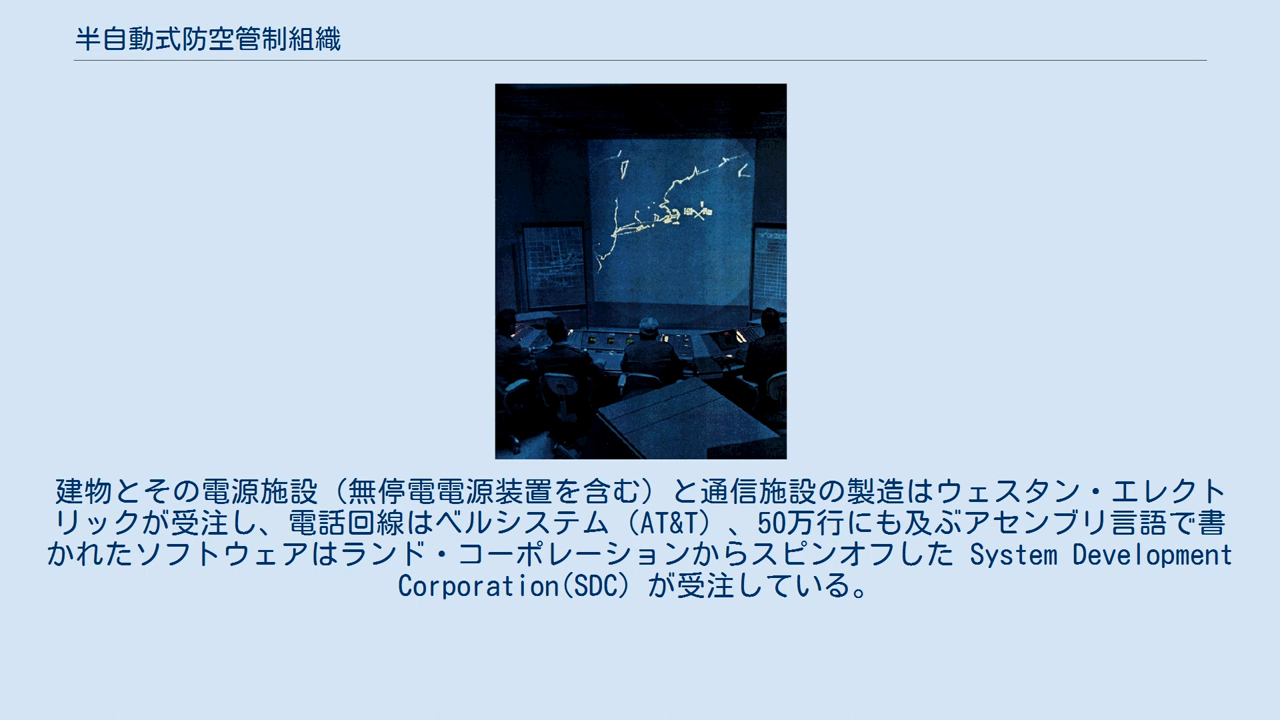 半自動式防空管制組織
建物とその電源施設（無停電電源装置を含む）と通信施設の製造はウェスタン・エレクト
リックが受注し、電話回線はベルシステム（AT&T）、50万行にも及ぶアセンブリ言語で書
かれたソフトウェアはランド・コーポレーションからスピンオフした System Development
Corporation(SDC）が受注している。